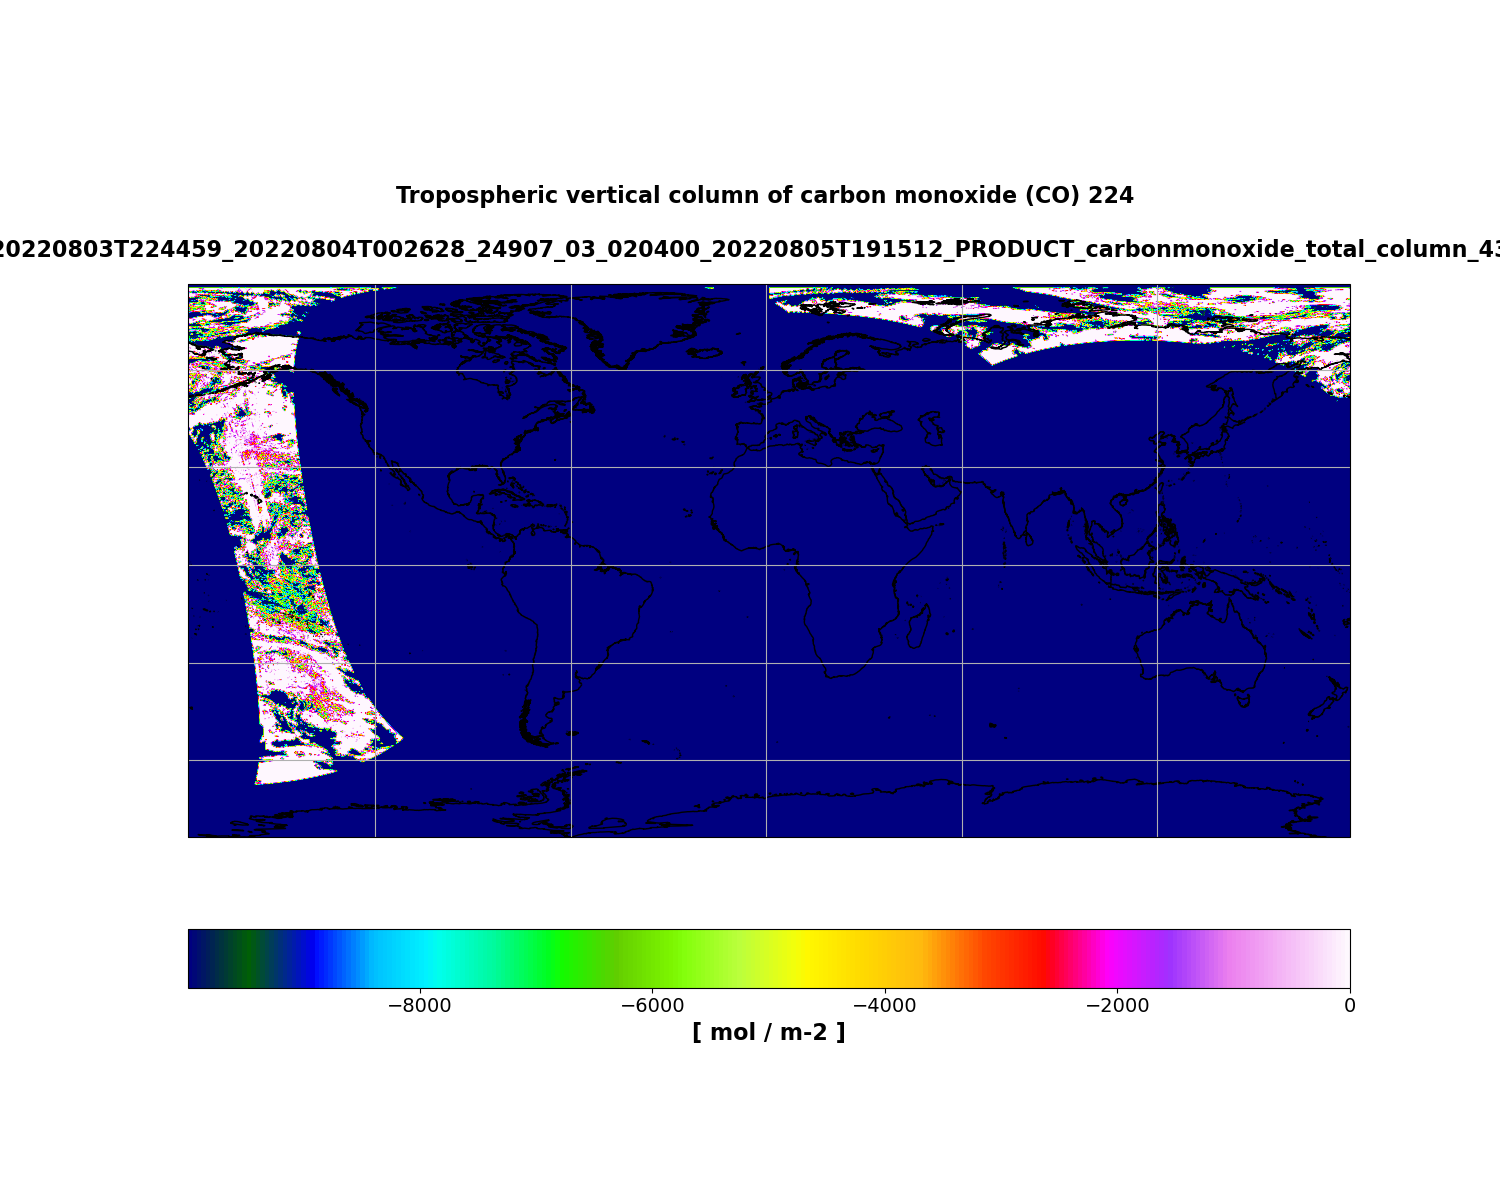 Tropospheric vertical column of carbon monoxide (CO) 224
20220803T224459_20220804T002628_24907_03_020400_20220805T191512_PRODUCT_carbonmonoxide_total_column_43
−8000 −6000 −4000 −2000 0
[ mol / m-2 ]